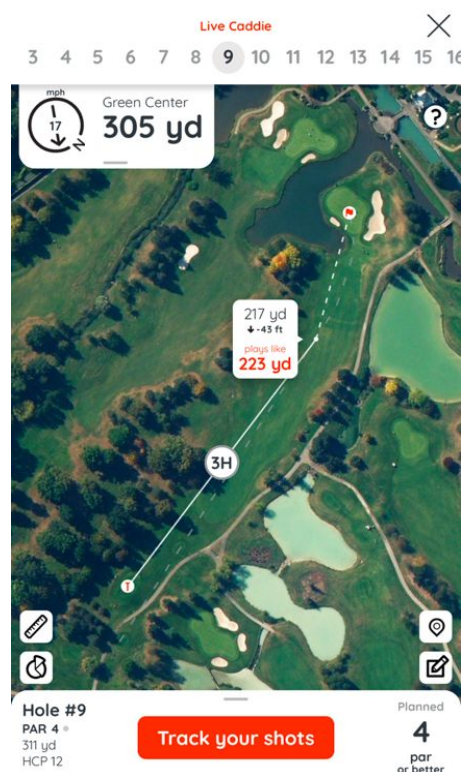 Live Caddie
3 4 5 6 7 8 9 10 11 12 13 14 15 16
mph
17
N
Green Center
305 yd
?
217 yd
-43 ft
plays like
223 yd
3H
T
Hole #9
PAR 4
311 yd
HCP 12
Track your shots
Planned
4
par
or better